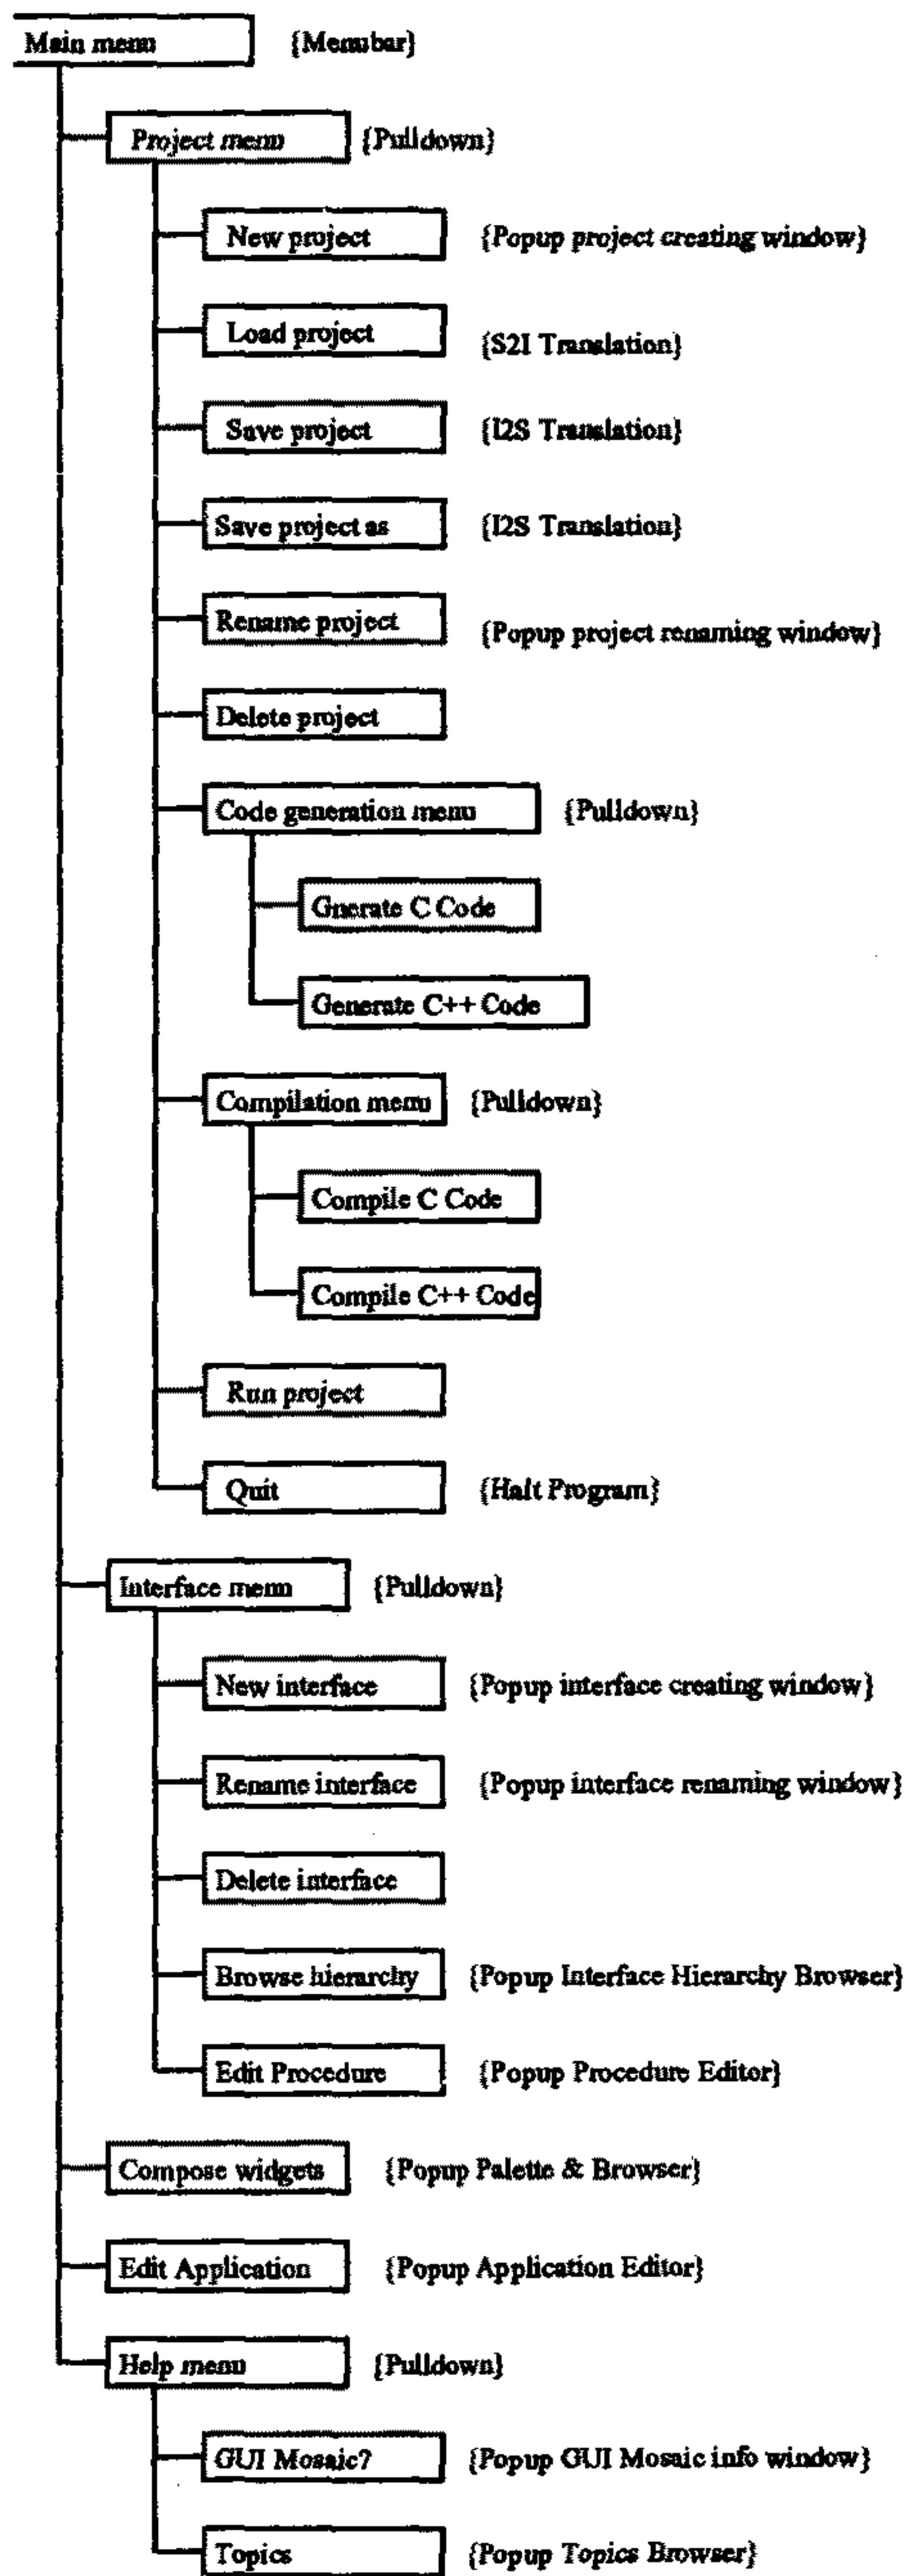 Main menu {Menubar}
Project menu {Pulldown}
New project {Popup project creating window}
Load project {S2I Translation}
Save project {I2S Translation}
Save project as {I2S Translation}
Rename project {Popup project renaming window}
Delete project
Code generation menu {Pulldown}
Gnerate C Code
Generate C++ Code
Compilation menu {Pulldown}
Compile C Code
Compile C++ Code
Run project
Quit {Halt Program}
Interface menu {Pulldown}
New interface {Popup interface creating window}
Rename interface {Popup interface renaming window}
Delete interface
Browse hierarchy {Popup Interface Hierarchy Browser}
Edit Procedure {Popup Procedure Editor}
Compose widgets {Popup Palette & Browser}
Edit Application {Popup Application Editor}
Help menu {Pulldown}
GUI Mosaic? {Popup GUI Mosaic info window}
Topics {Popup Topics Browser}